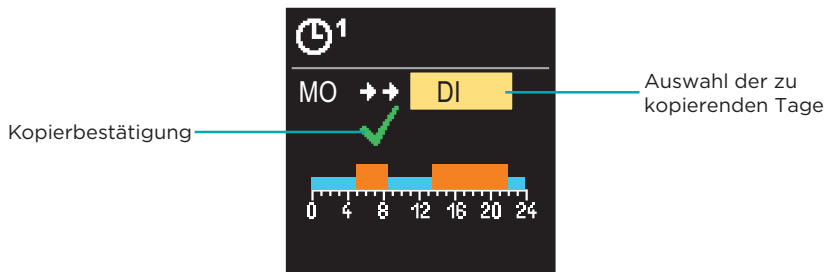 1
MO DI
Auswahl der zu
kopierenden Tage
Kopierbestätigung
0 4 8 12 16 20 24